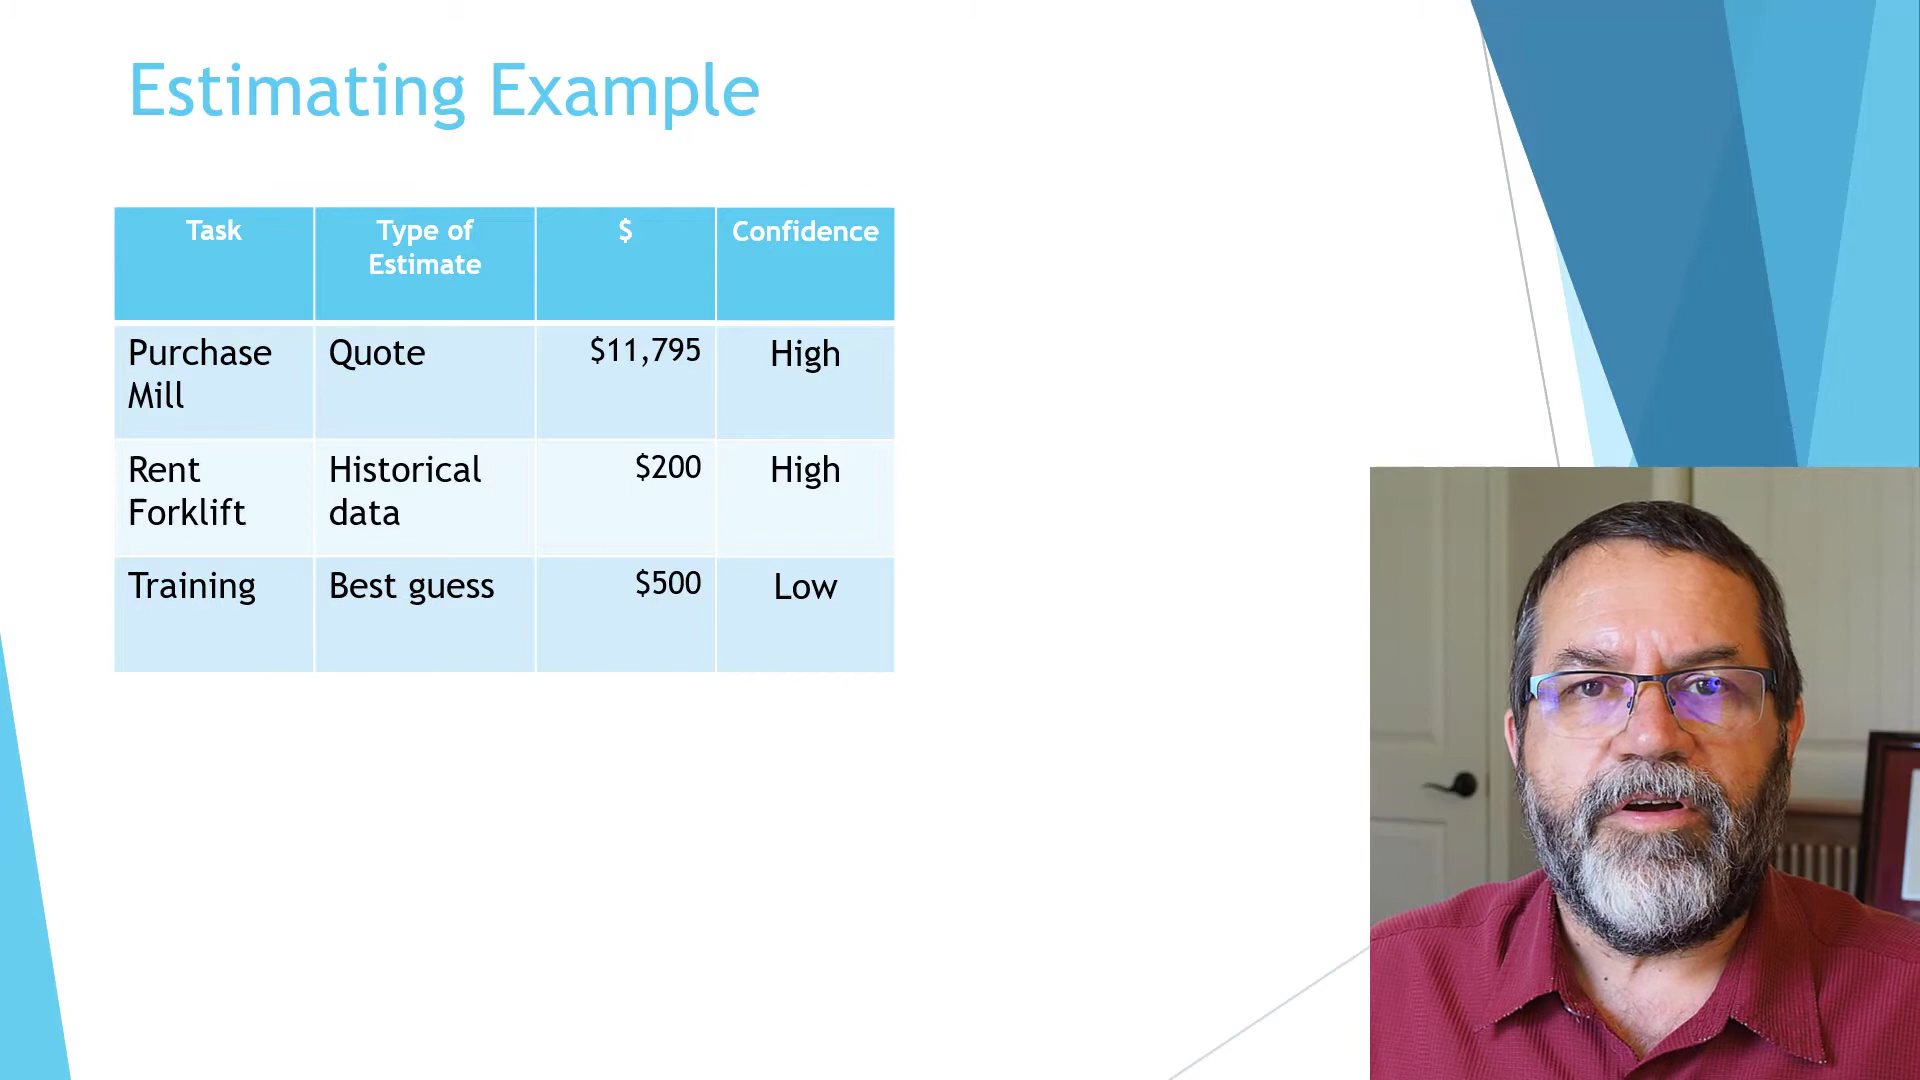 Estimating Example
Task
Type of
Estimate
$
Confidence
Purchase
Mill
Quote
$11,795
High
Rent
Forklift
Historical
data
$200
High
Training
Best guess
$500
Low